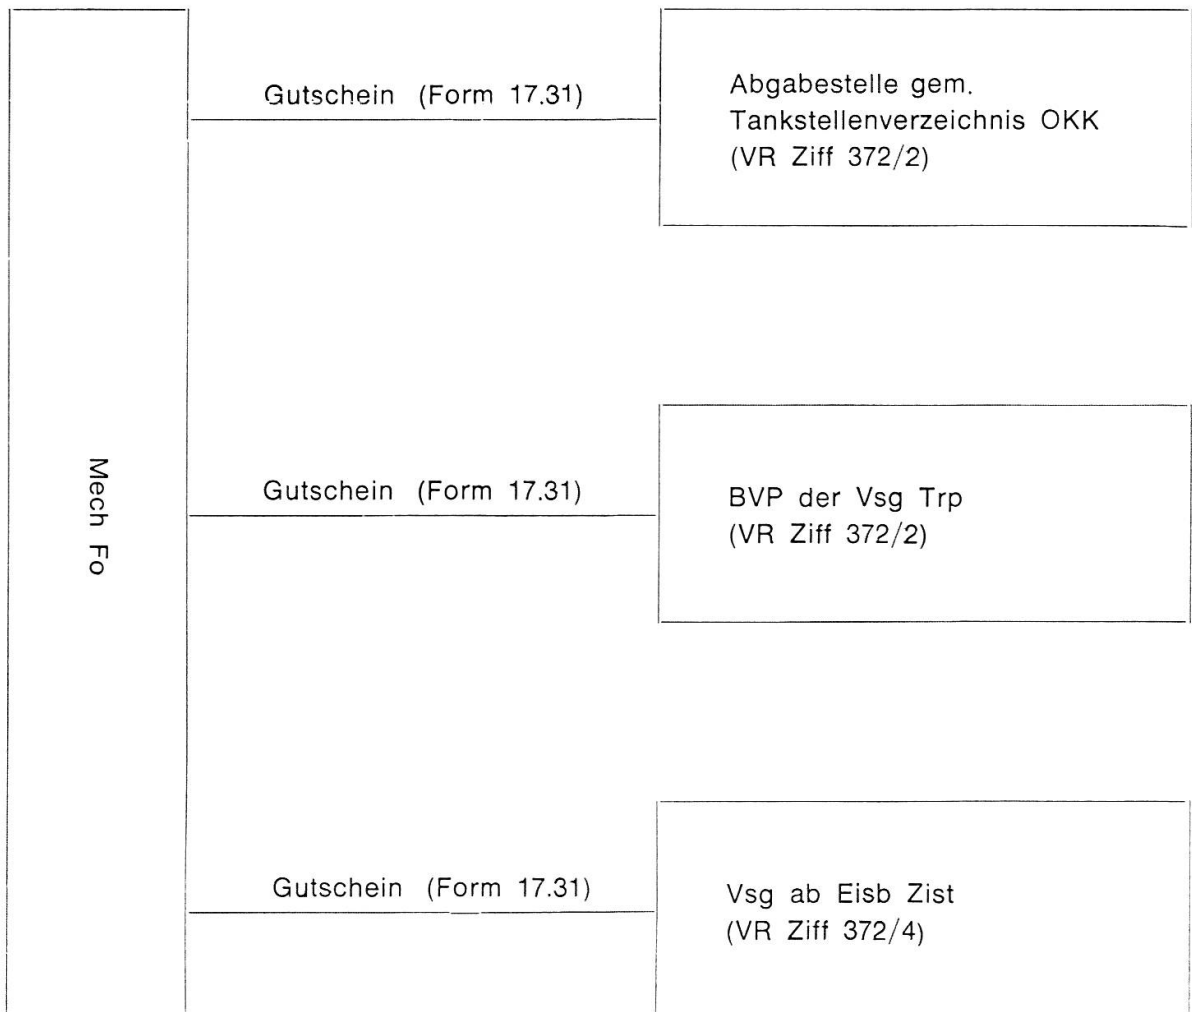 Mech Fo
Gutschein (Form 17.31)
Abgabestelle gem.
Tankstellenverzeichnis OKK
(VR Ziff 372/2)
Gutschein (Form 17.31)
BVP der Vsg Trp
(VR Ziff 372/2)
Gutschein (Form 17.31)
Vsg ab Eisb Zist
(VR Ziff 372/4)